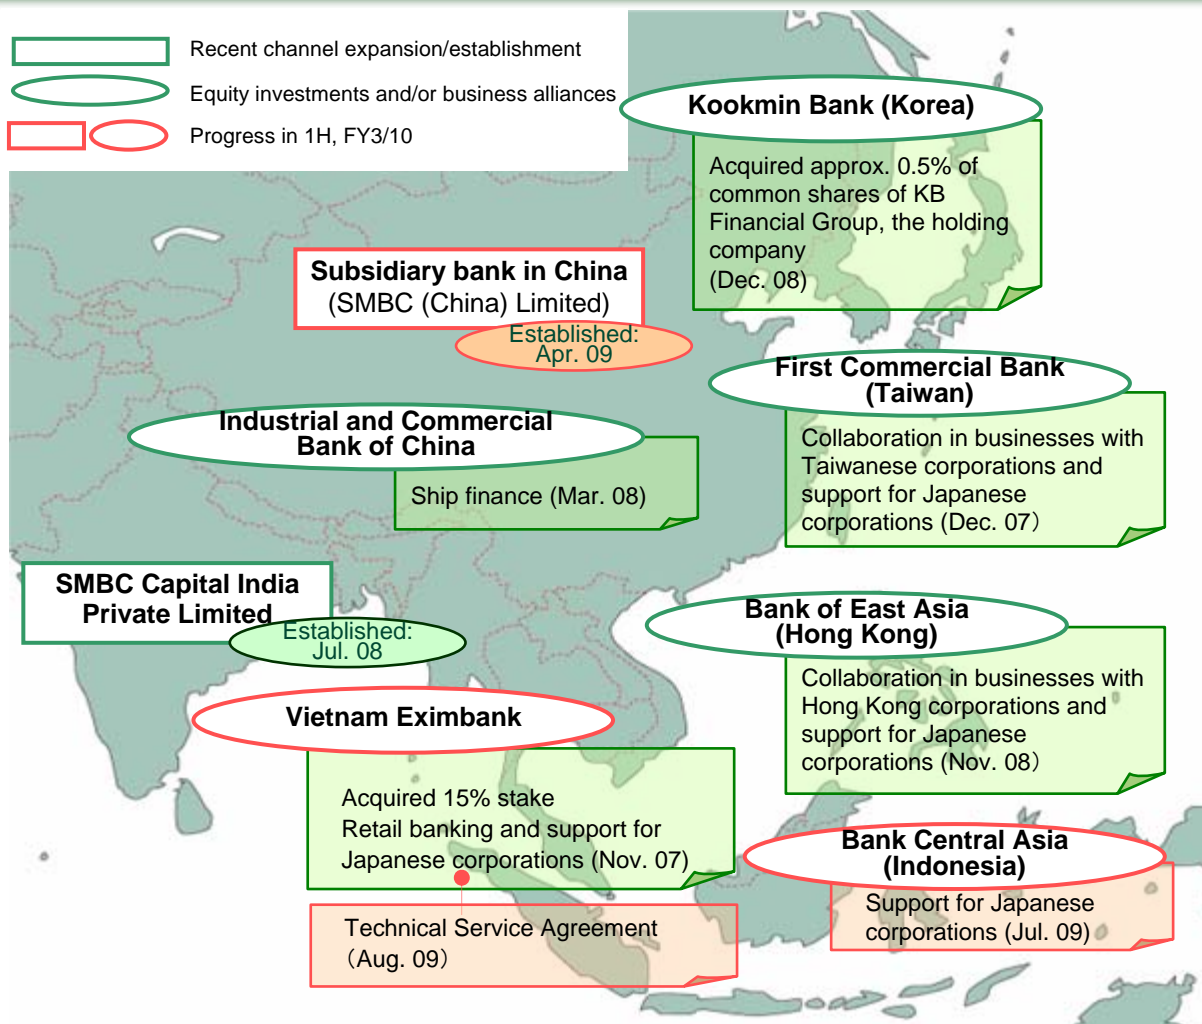 Recent channel expansion/establishment
Equity investments and/or business alliances
Progress in 1H, FY3/10
Kookmin Bank (Korea)
Acquired approx. 0.5% of
common shares of KB
Financial Group, the holding
company
(Dec. 08)
Subsidiary bank in China
(SMBC (China) Limited)
Established:
Apr. 09
First Commercial Bank
(Taiwan)
Collaboration in businesses with
Taiwanese corporations and
support for Japanese
corporations (Dec. 07）
Industrial and Commercial
Bank of China
Ship finance (Mar. 08)
SMBC Capital India
Private Limited
Established:
Jul. 08
Bank of East Asia
(Hong Kong)
Collaboration in businesses with
Hong Kong corporations and
support for Japanese
corporations (Nov. 08）
Vietnam Eximbank
Acquired 15% stake
Retail banking and support for
Japanese corporations (Nov. 07)
Technical Service Agreement
（Aug. 09）
Bank Central Asia
(Indonesia)
Support for Japanese
corporations (Jul. 09)